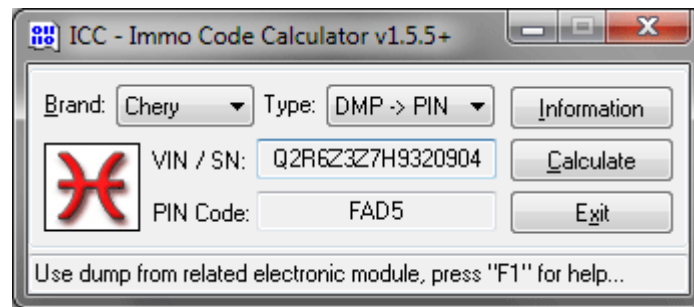 ICC - Immo Code Calculator v1.5.5+
Brand: Chery Type: DMP -> PIN Information
VIN / SN: Q2R6Z3Z7H9320904 Calculate
PIN Code: FAD5 Exit
Use dump from related electronic module, press "F1" for help...